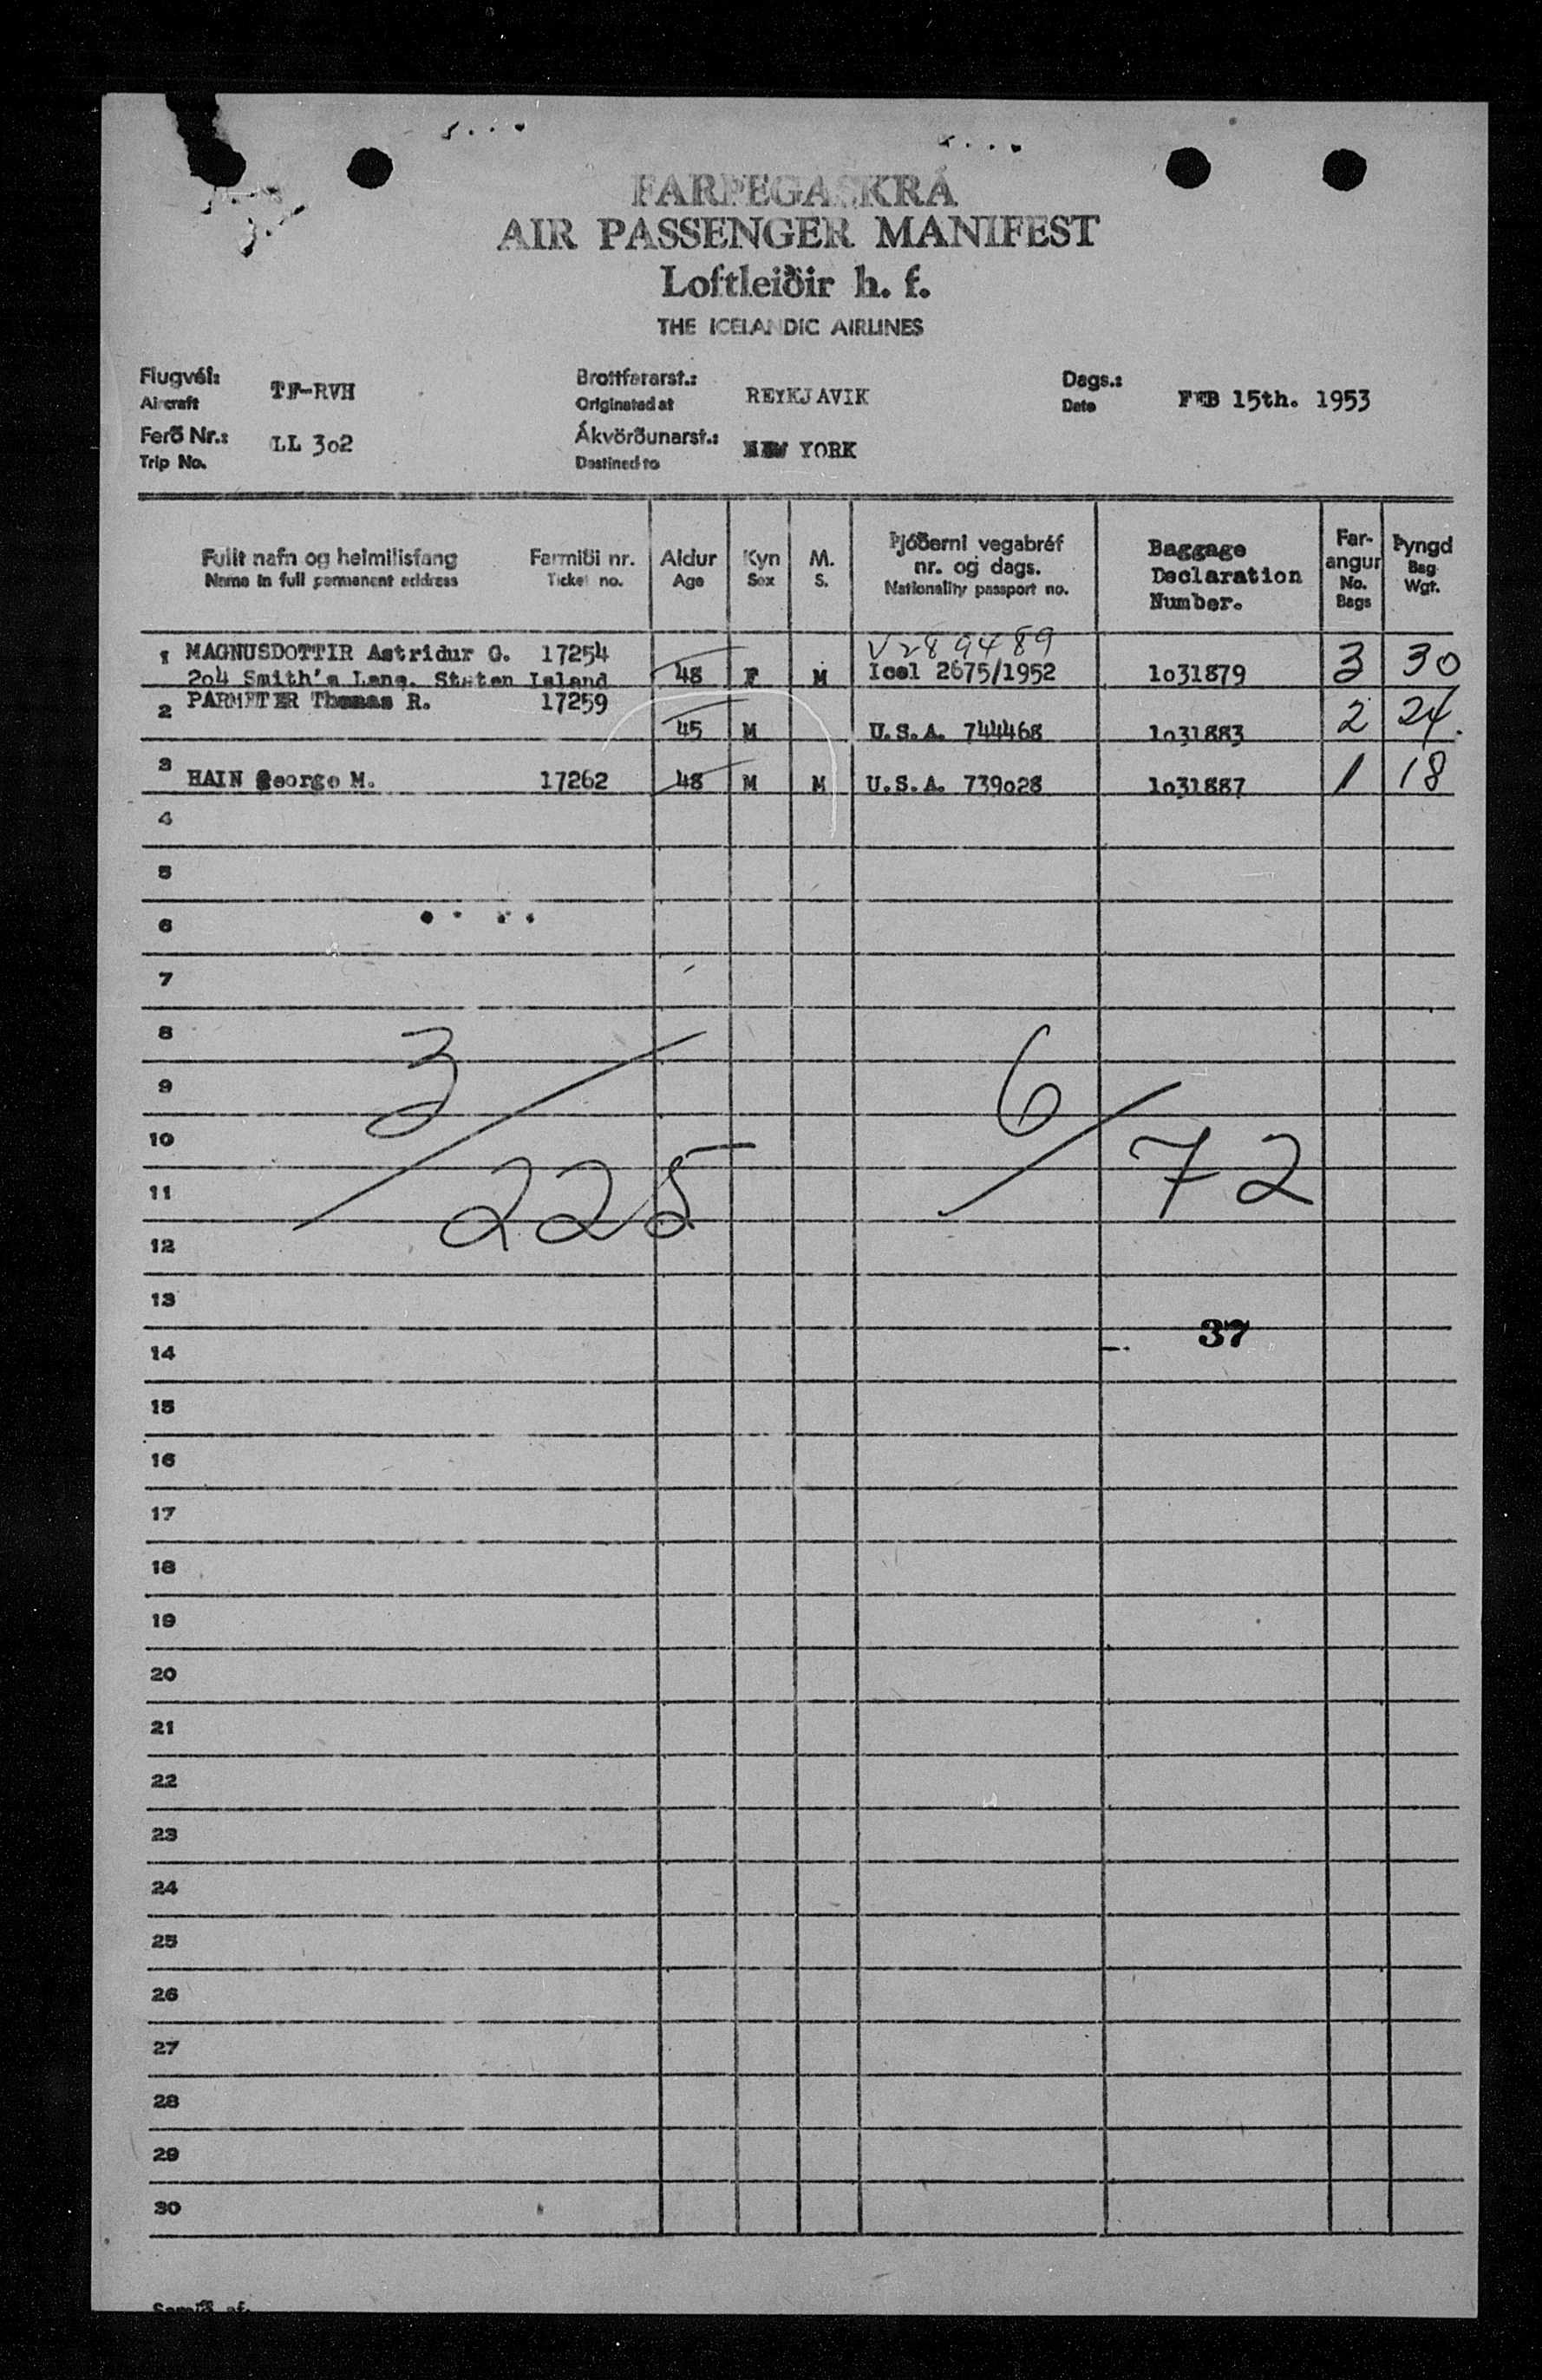 FARÞEGASKRÁ
AIR PASSENGER MANIFEST
Loftleiðir h. f.
THE ICELANDIC AIRLINES
Flugvél: TF-RVH Brottfararst.: REYKJAVIK Dags.: FEB 15th. 1953
Aircraft Originated at Date
Ferð Nr.: LL 302 Ákvörðunarst.: NEW YORK
Trip No. Destined to
Fullt nafn og heimilisfang Farmiði nr. Aldur Kyn M. Þjóðerni vegabréf nr. og dags. Baggage Declaration Number. Far-angur Þyngd
Name in full permanent address Ticket no. Age Sex S. Nationality passport no. No. Bags Bag Wgt.
V289489
1 MAGNUSDOTTIR Astridur G. 17254
204 Smith's Lane. Staten Island 48 F M Icel 2675/1952 1031879 3 30
2 PARMETER Thomas R. 17259
45 M U.S.A. 744468 1031883 2 24.
3 HAIN George M. 17262 48 M M U.S.A. 739028 1031887 1 18
4
5
6
7
8
9
10
11
12
13
14
15
16
17
18
19
20
21
22
23
24
25
26
27
28
29
30
3/225 6/72
37